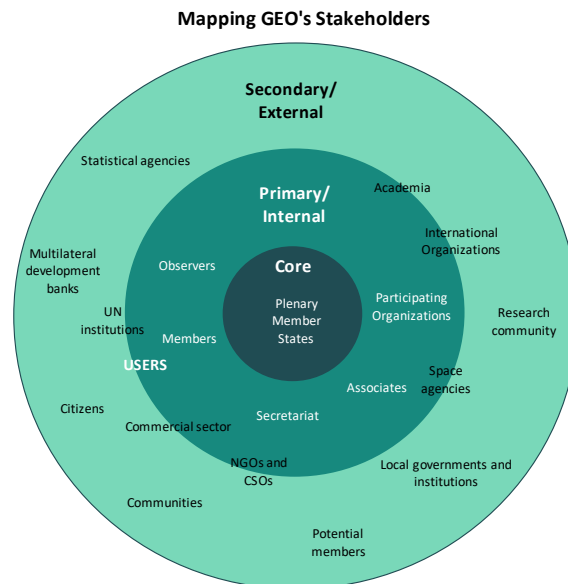 Mapping GEO's Stakeholders
Secondary/
External
Statistical agencies
Primary/
Internal
Academia
International
Organizations
Multilateral
development
banks
Observers
Core
Plenary
Member
States
Participating
Organizations
Research
community
UN
institutions
Members
USERS
Space
agencies
Associates
Citizens
Secretariat
Commercial sector
NGOs and
CSOs
Local governments and
institutions
Communities
Potential
members